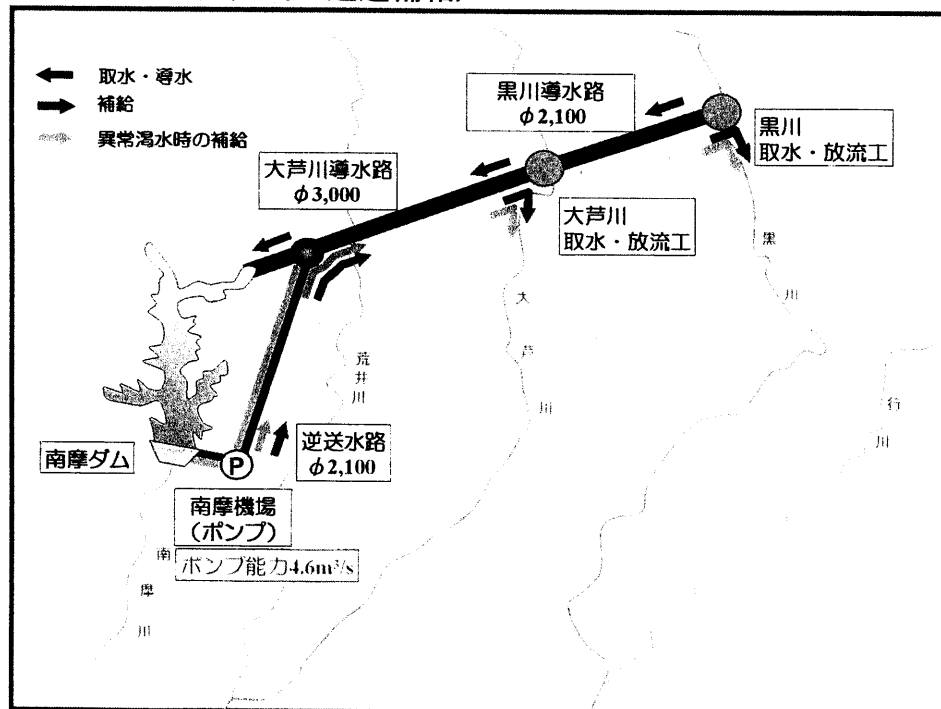 取水・導水
補給
異常渇水時の補給
黒川導水路
φ2,100
黒川
取水・放流工
大芦川導水路
φ3,000
大芦川
取水・放流工
黒川
大芦川
荒井川
行川
南摩ダム
P
逆送水路
φ2,100
南摩機場
(ポンプ)
ポンプ能力4.6m³/s
南摩川